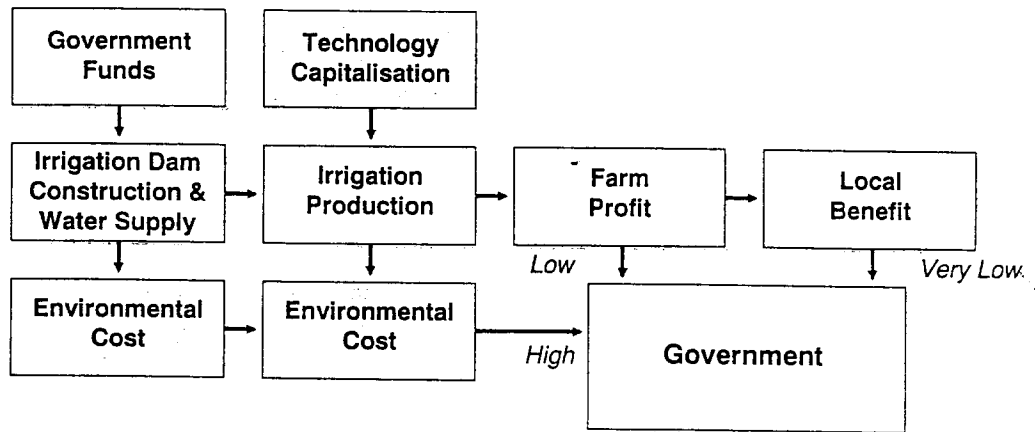 Government
Funds
Technology
Capitalisation
Irrigation Dam
Construction &
Water Supply
Irrigation
Production
Farm
Profit
Local
Benefit
Low
Very Low
Environmental
Cost
Environmental
Cost
High
Government